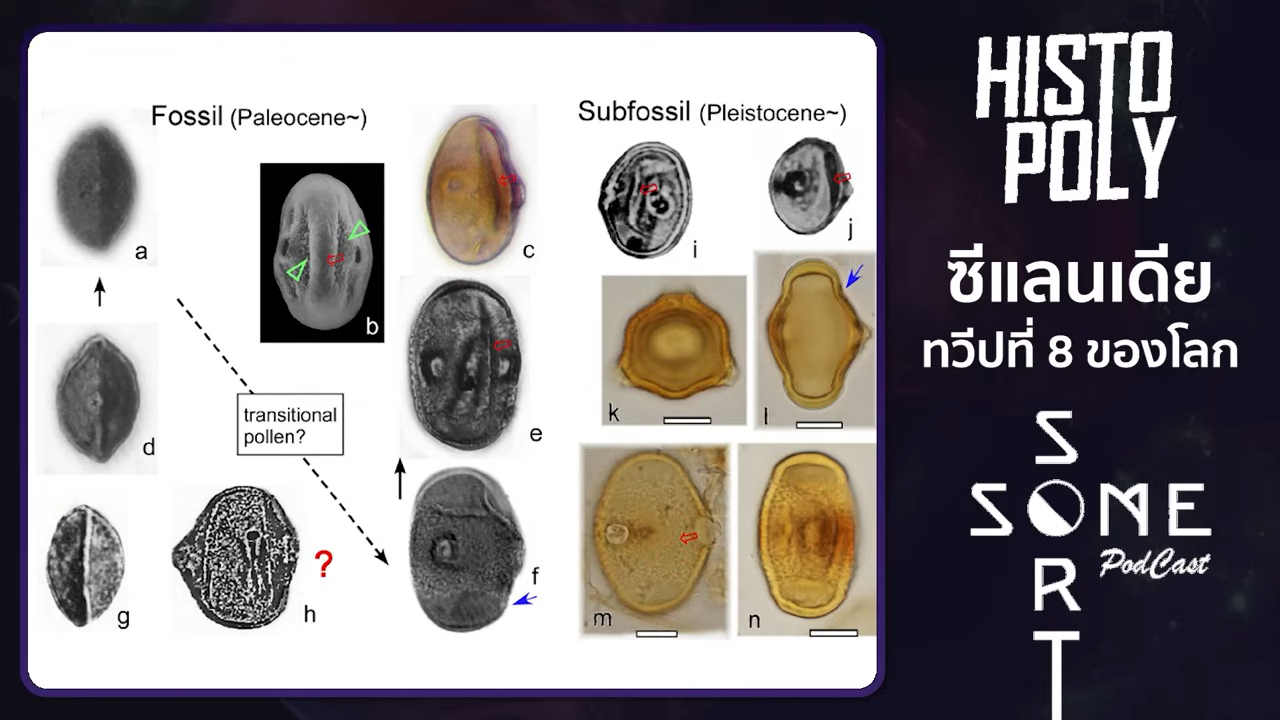 Fossil (Paleocene~)
Subfossil (Pleistocene~)
a
b
c
i
j
d
transitional
pollen?
e
k
l
g
h
?
f
m
n
HISTO
POLY
ซีแลนเดีย
ทวีปที่ 8 ของโลก
SOME
SORT
PodCast